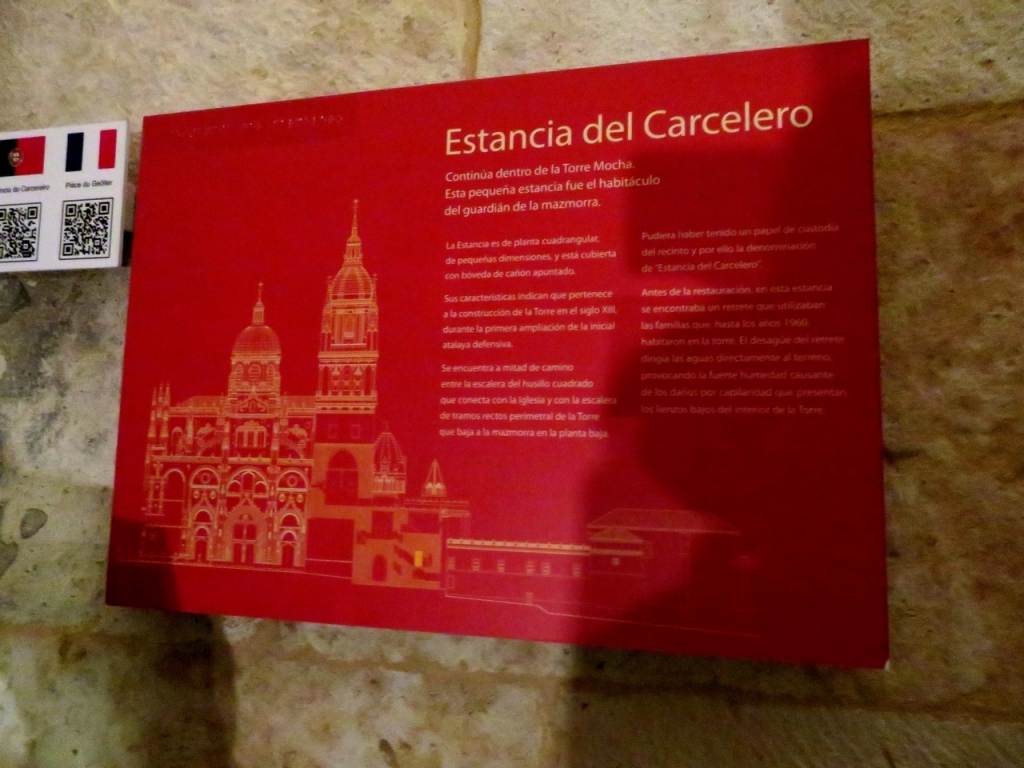 Estancia del Carcelero
Continúa dentro de la Torre Mocha.
Esta pequeña estancia fue el habitáculo
del guardián de la mazmorra.
La Estancia es de planta cuadrangular,
de pequeñas dimensiones, y está cubierta
con bóveda de cañón apuntado.
Sus características indican que pertenece
a la construcción de la Torre en el siglo XIII,
durante la primera ampliación de la inicial
atalaya defensiva.
Se encuentra a mitad de camino
entre la escalera del husillo cuadrado
que conecta con la Iglesia y con la escalera
de tramos rectos perimetral de la Torre
que baja a la mazmorra en la planta baja.
Pudiera haber tenido un papel de custodia
del recinto y por ello la denominación
de "Estancia del Carcelero".
Antes de la restauración, en esta estancia
se encontraba un retrete que utilizaban
las familias que, hasta los años 1960,
habitaron en la torre. El desagüe del retrete
dirigía las aguas directamente al terreno,
provocando la fuerte humedad causante
de los daños por capilaridad que presentan
los lienzos bajos del interior de la Torre.
de Carcereiro
Pièce du Geôlier